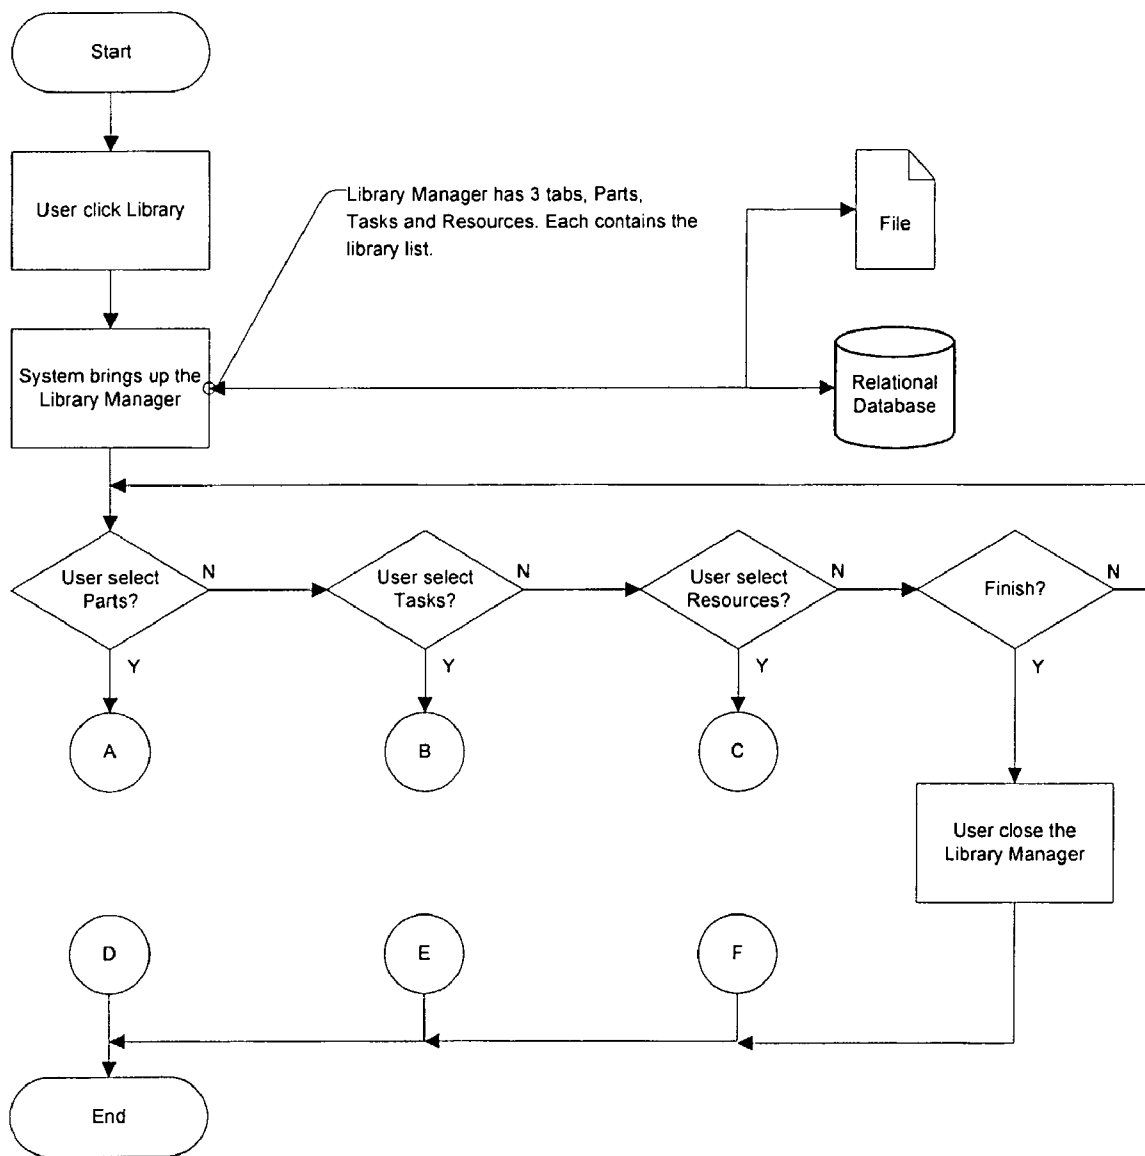 Start
User click Library
Library Manager has 3 tabs, Parts,
Tasks and Resources. Each contains the
library list.
File
System brings up the
Library Manager
Relational
Database
User select
Parts?
N
Y
User select
Tasks?
N
Y
User select
Resources?
N
Y
Finish?
N
Y
A
B
C
User close the
Library Manager
D
E
F
End